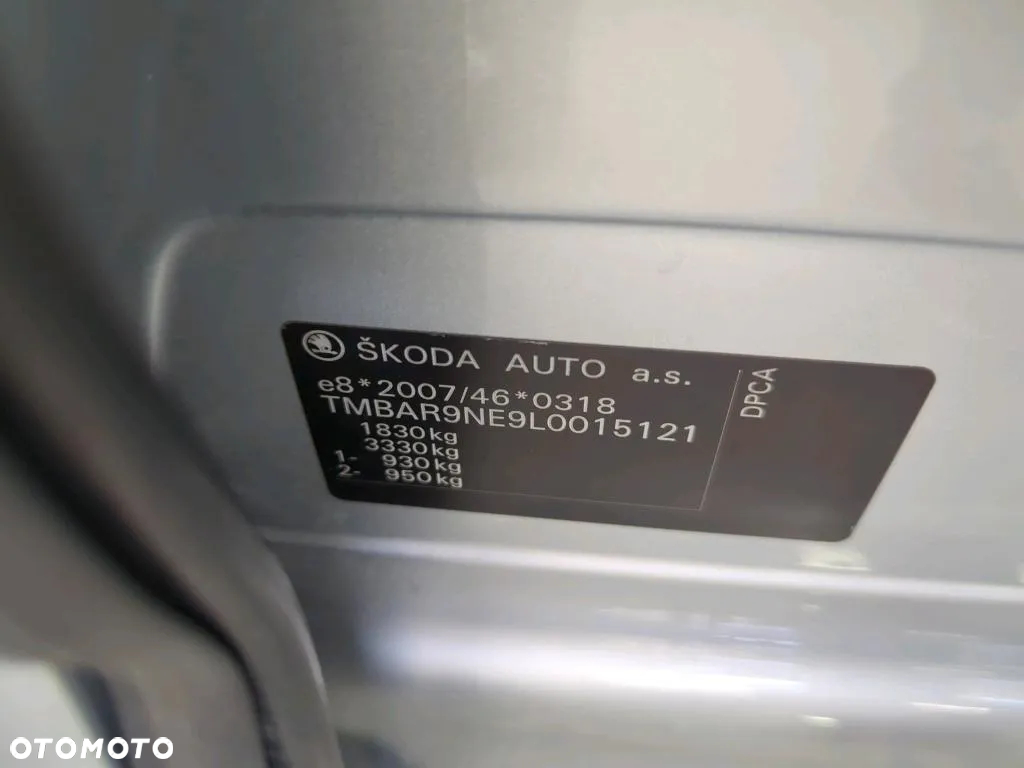 ŠKODA AUTO a.s.
e8*2007/46*0318
TMBAR9NE9L0015121
1830kg
3330kg
1.- 930kg
2.- 950kg
DPCA
OTOMOTO